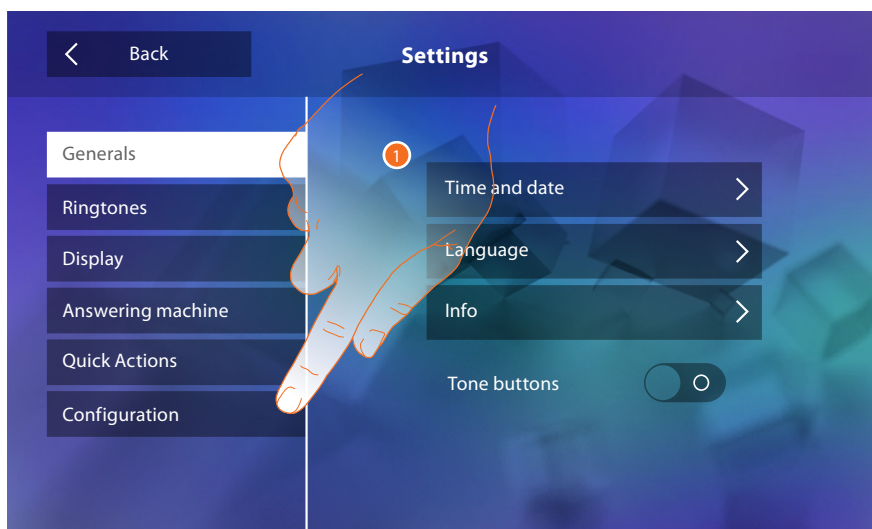 Back
Settings
Generals
Ringtones
Display
Answering machine
Quick Actions
Configuration
1
Time and date
Language
Info
Tone buttons